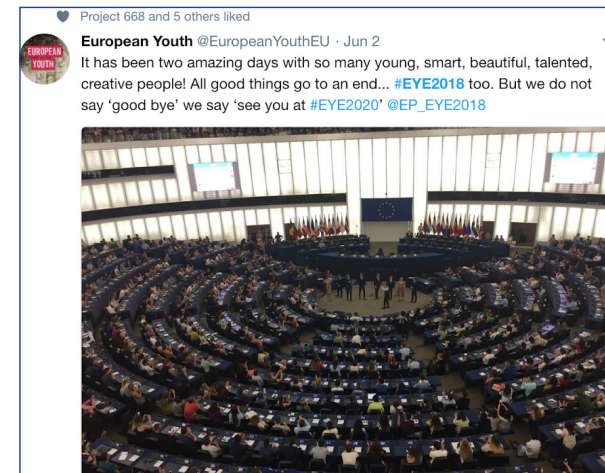 Project 668 and 5 others liked
EUROPEAN
YOUTH
European Youth @EuropeanYouthEU · Jun 2
It has been two amazing days with so many young, smart, beautiful, talented,
creative people! All good things go to an end... #EYE2018 too. But we do not
say ‘good bye’ we say ‘see you at #EYE2020’ @EP_EYE2018